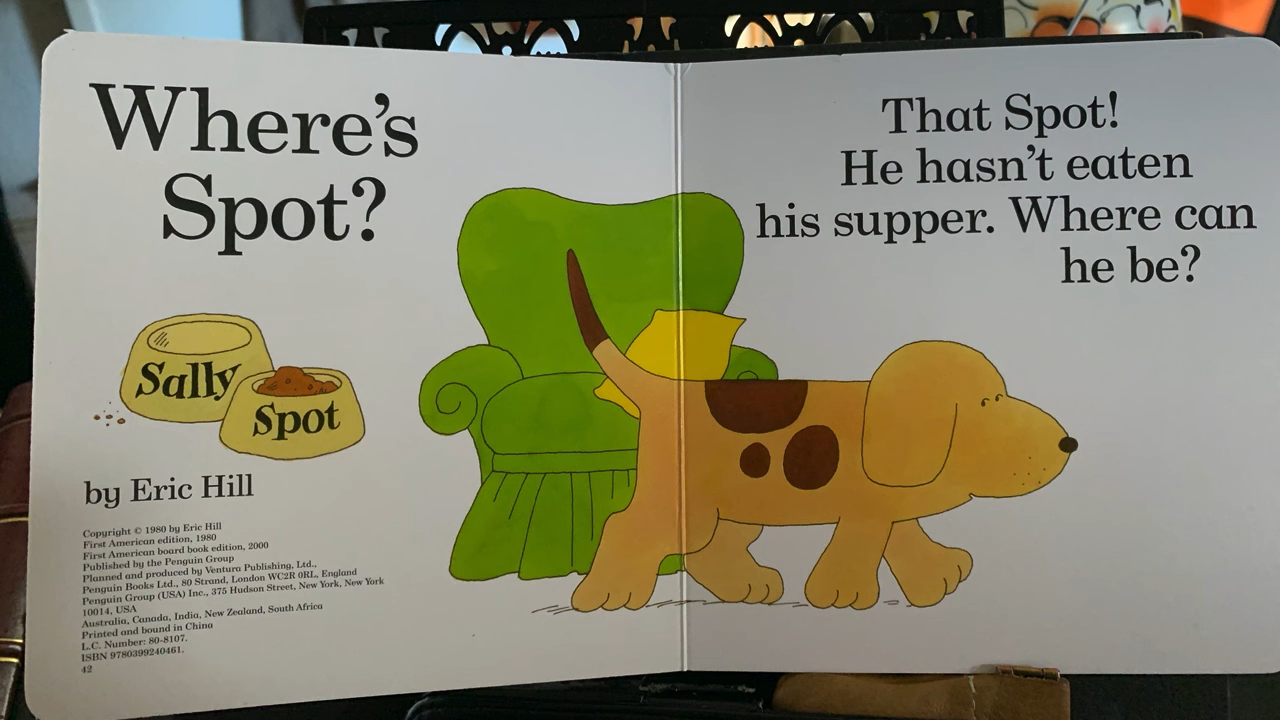 Where's
Spot?
Sally
Spot
by Eric Hill
Copyright © 1980 by Eric Hill
First American edition, 1980
First American board book edition, 2000
Published by the Penguin Group
Planned and produced by Ventura Publishing, Ltd.,
Penguin Books Ltd., 80 Strand, London WC2R 0RL, England
Penguin Group (USA) Inc., 375 Hudson Street, New York, New York
10014, USA
Australia, Canada, India, New Zealand, South Africa
Printed and bound in China
L.C. Number: 80-8107.
ISBN 9780399240461.
42
That Spot!
He hasn't eaten
his supper. Where can
he be?